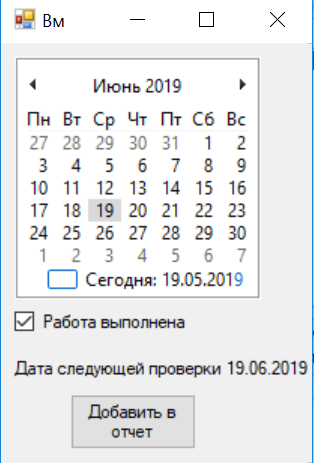 Вм
Июнь 2019
Пн Вт Ср Чт Пт Сб Вс
27 28 29 30 31 1 2
3 4 5 6 7 8 9
10 11 12 13 14 15 16
17 18 19 20 21 22 23
24 25 26 27 28 29 30
1 2 3 4 5 6 7
Сегодня: 19.05.2019
Работа выполнена
Дата следующей проверки 19.06.2019
Добавить в
отчет